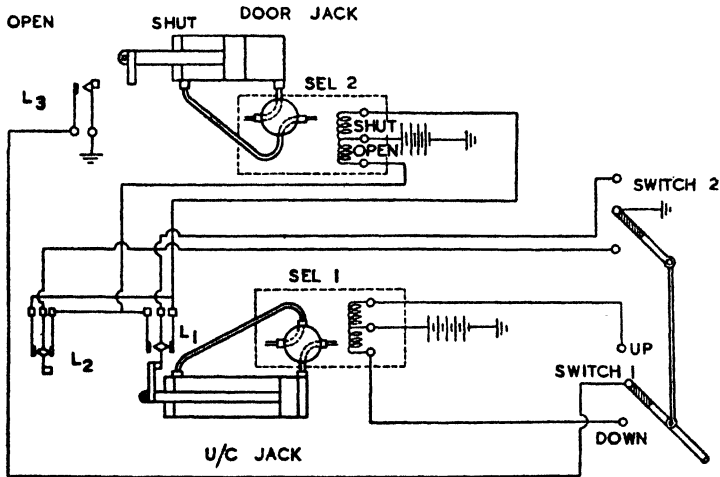 OPEN
SHUT
DOOR JACK
L3
SEL 2
SHUT
OPEN
SWITCH 2
SEL 1
L1
L2
UP
SWITCH 1
DOWN
U/C JACK